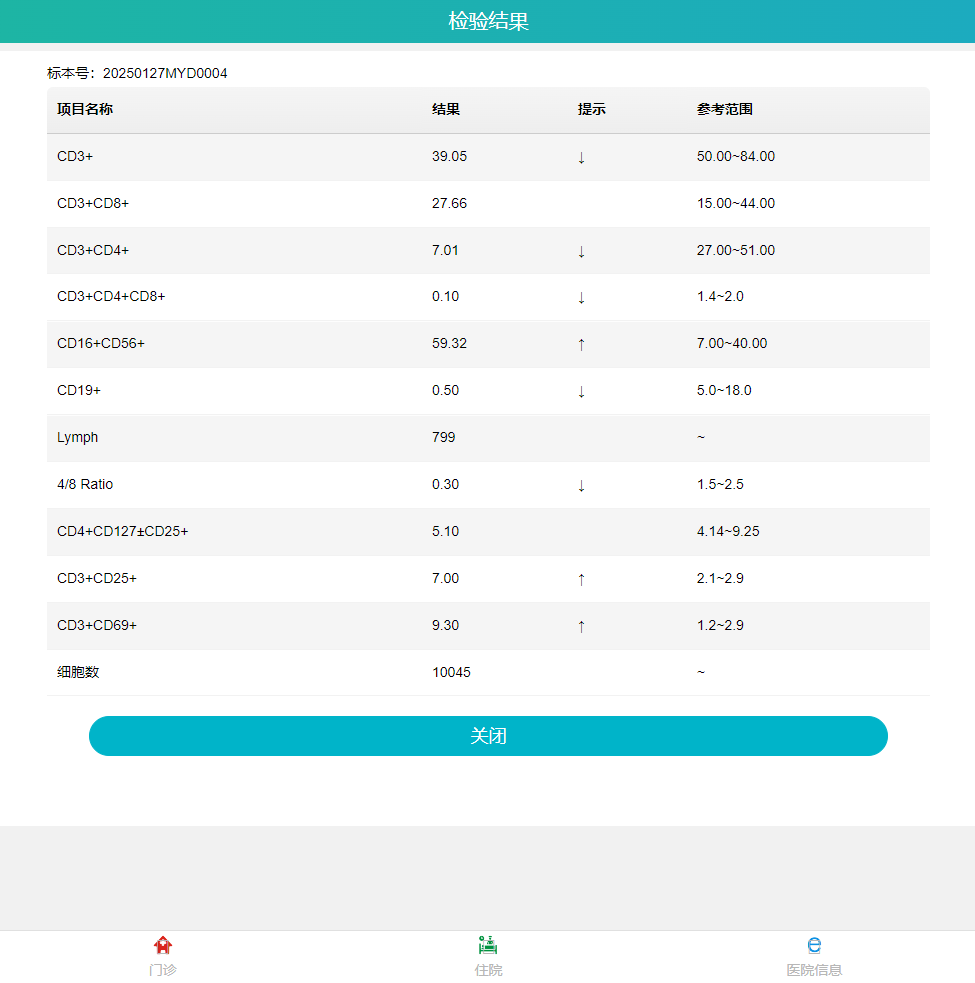 检验结果
标本号：20250127MYD0004
项目名称 结果 提示 参考范围
CD3+ 39.05 ↓ 50.00~84.00
CD3+CD8+ 27.66 15.00~44.00
CD3+CD4+ 7.01 ↓ 27.00~51.00
CD3+CD4+CD8+ 0.10 ↓ 1.4~2.0
CD16+CD56+ 59.32 ↑ 7.00~40.00
CD19+ 0.50 ↓ 5.0~18.0
Lymph 799 ~
4/8 Ratio 0.30 ↓ 1.5~2.5
CD4+CD127±CD25+ 5.10 4.14~9.25
CD3+CD25+ 7.00 ↑ 2.1~2.9
CD3+CD69+ 9.30 ↑ 1.2~2.9
细胞数 10045 ~
关闭
门诊 住院 医院信息